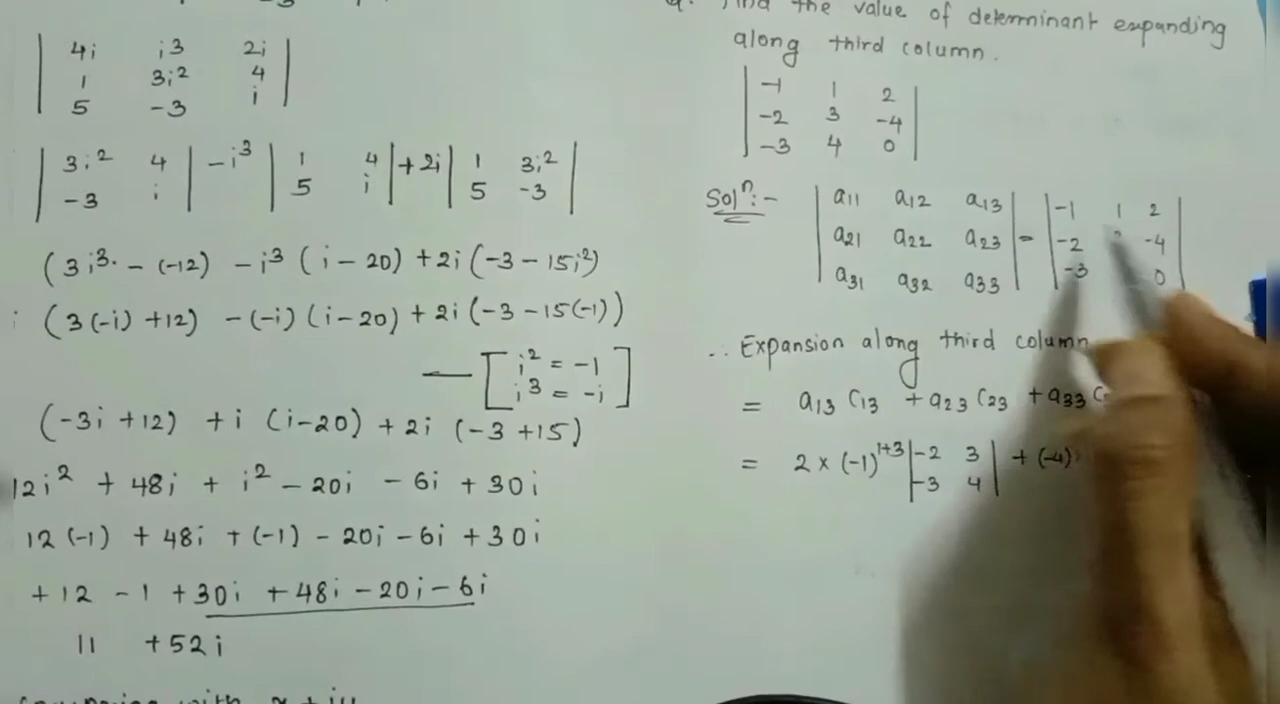 | 4i i3 2i |
| 1 3i² 4 |
| 5 -3 i |
| 3i² 4 | -i³ | 1 4 | +2i | 1 3i² |
| -3 i | | 5 i | | 5 -3 |
(3i³. - (-12) - i³ (i - 20) + 2i (-3 - 15i²)
: (3(-i) +12) - (-i) (i-20) + 2i (-3 - 15(-1))
— [ i² = -1
i³ = -i ]
(-3i + 12) + i (i-20) + 2i (-3 +15)
12i² + 48i + i² - 20i - 6i + 30i
12 (-1) + 48i + (-1) - 20i - 6i + 30i
+12 - 1 + 30i + 48i - 20i - 6i
11 + 52i
with
the value of determinant expanding
along third column.
| -1 1 2 |
| -2 3 -4 |
| -3 4 0 |
Solⁿ:- | a11 a12 a13 | = | -1 1 2 |
| a21 a22 a23 | | -2 -4 |
| a31 a32 a33 | | -3 0 |
∴ Expansion along third column
= a13 C13 + a23 C23 + a33 C
= 2 × (-1)¹⁺³ | -2 3 | + (-4)
| -3 4 |